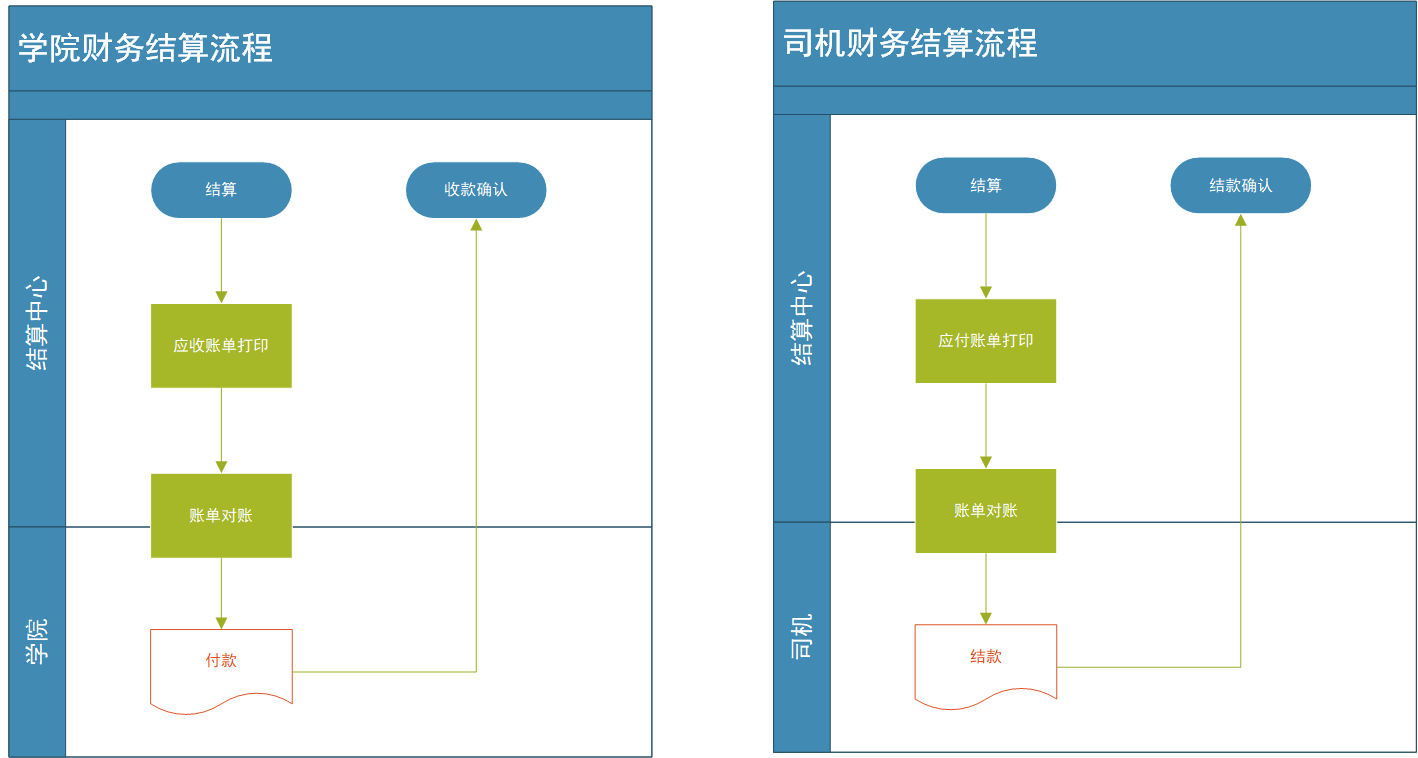 学院财务结算流程
结算中心
结算
收款确认
应收账单打印
账单对账
学院
付款
司机财务结算流程
结算中心
结算
结款确认
应付账单打印
账单对账
司机
结款